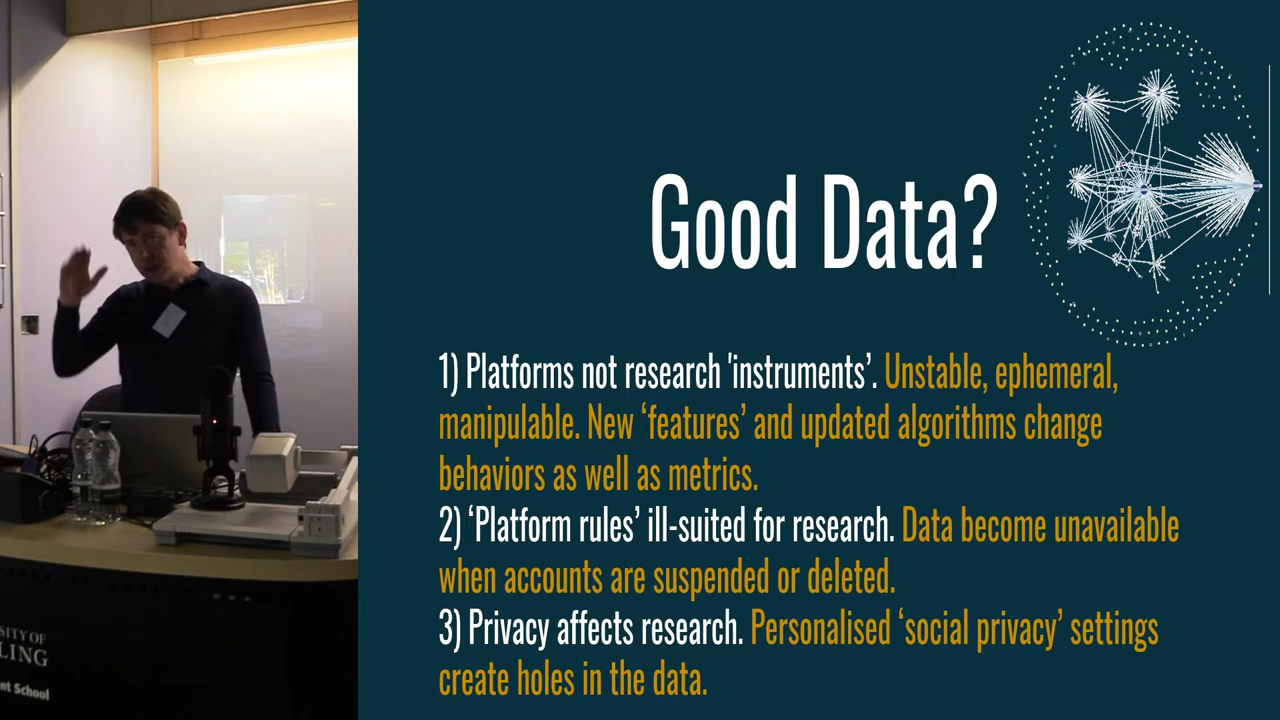 Good Data?
1) Platforms not research 'instruments’. Unstable, ephemeral,
manipulable. New ‘features’ and updated algorithms change
behaviors as well as metrics.
2) ‘Platform rules’ ill-suited for research. Data become unavailable
when accounts are suspended or deleted.
3) Privacy affects research. Personalised ‘social privacy’ settings
create holes in the data.
SITY OF
LING
nt School